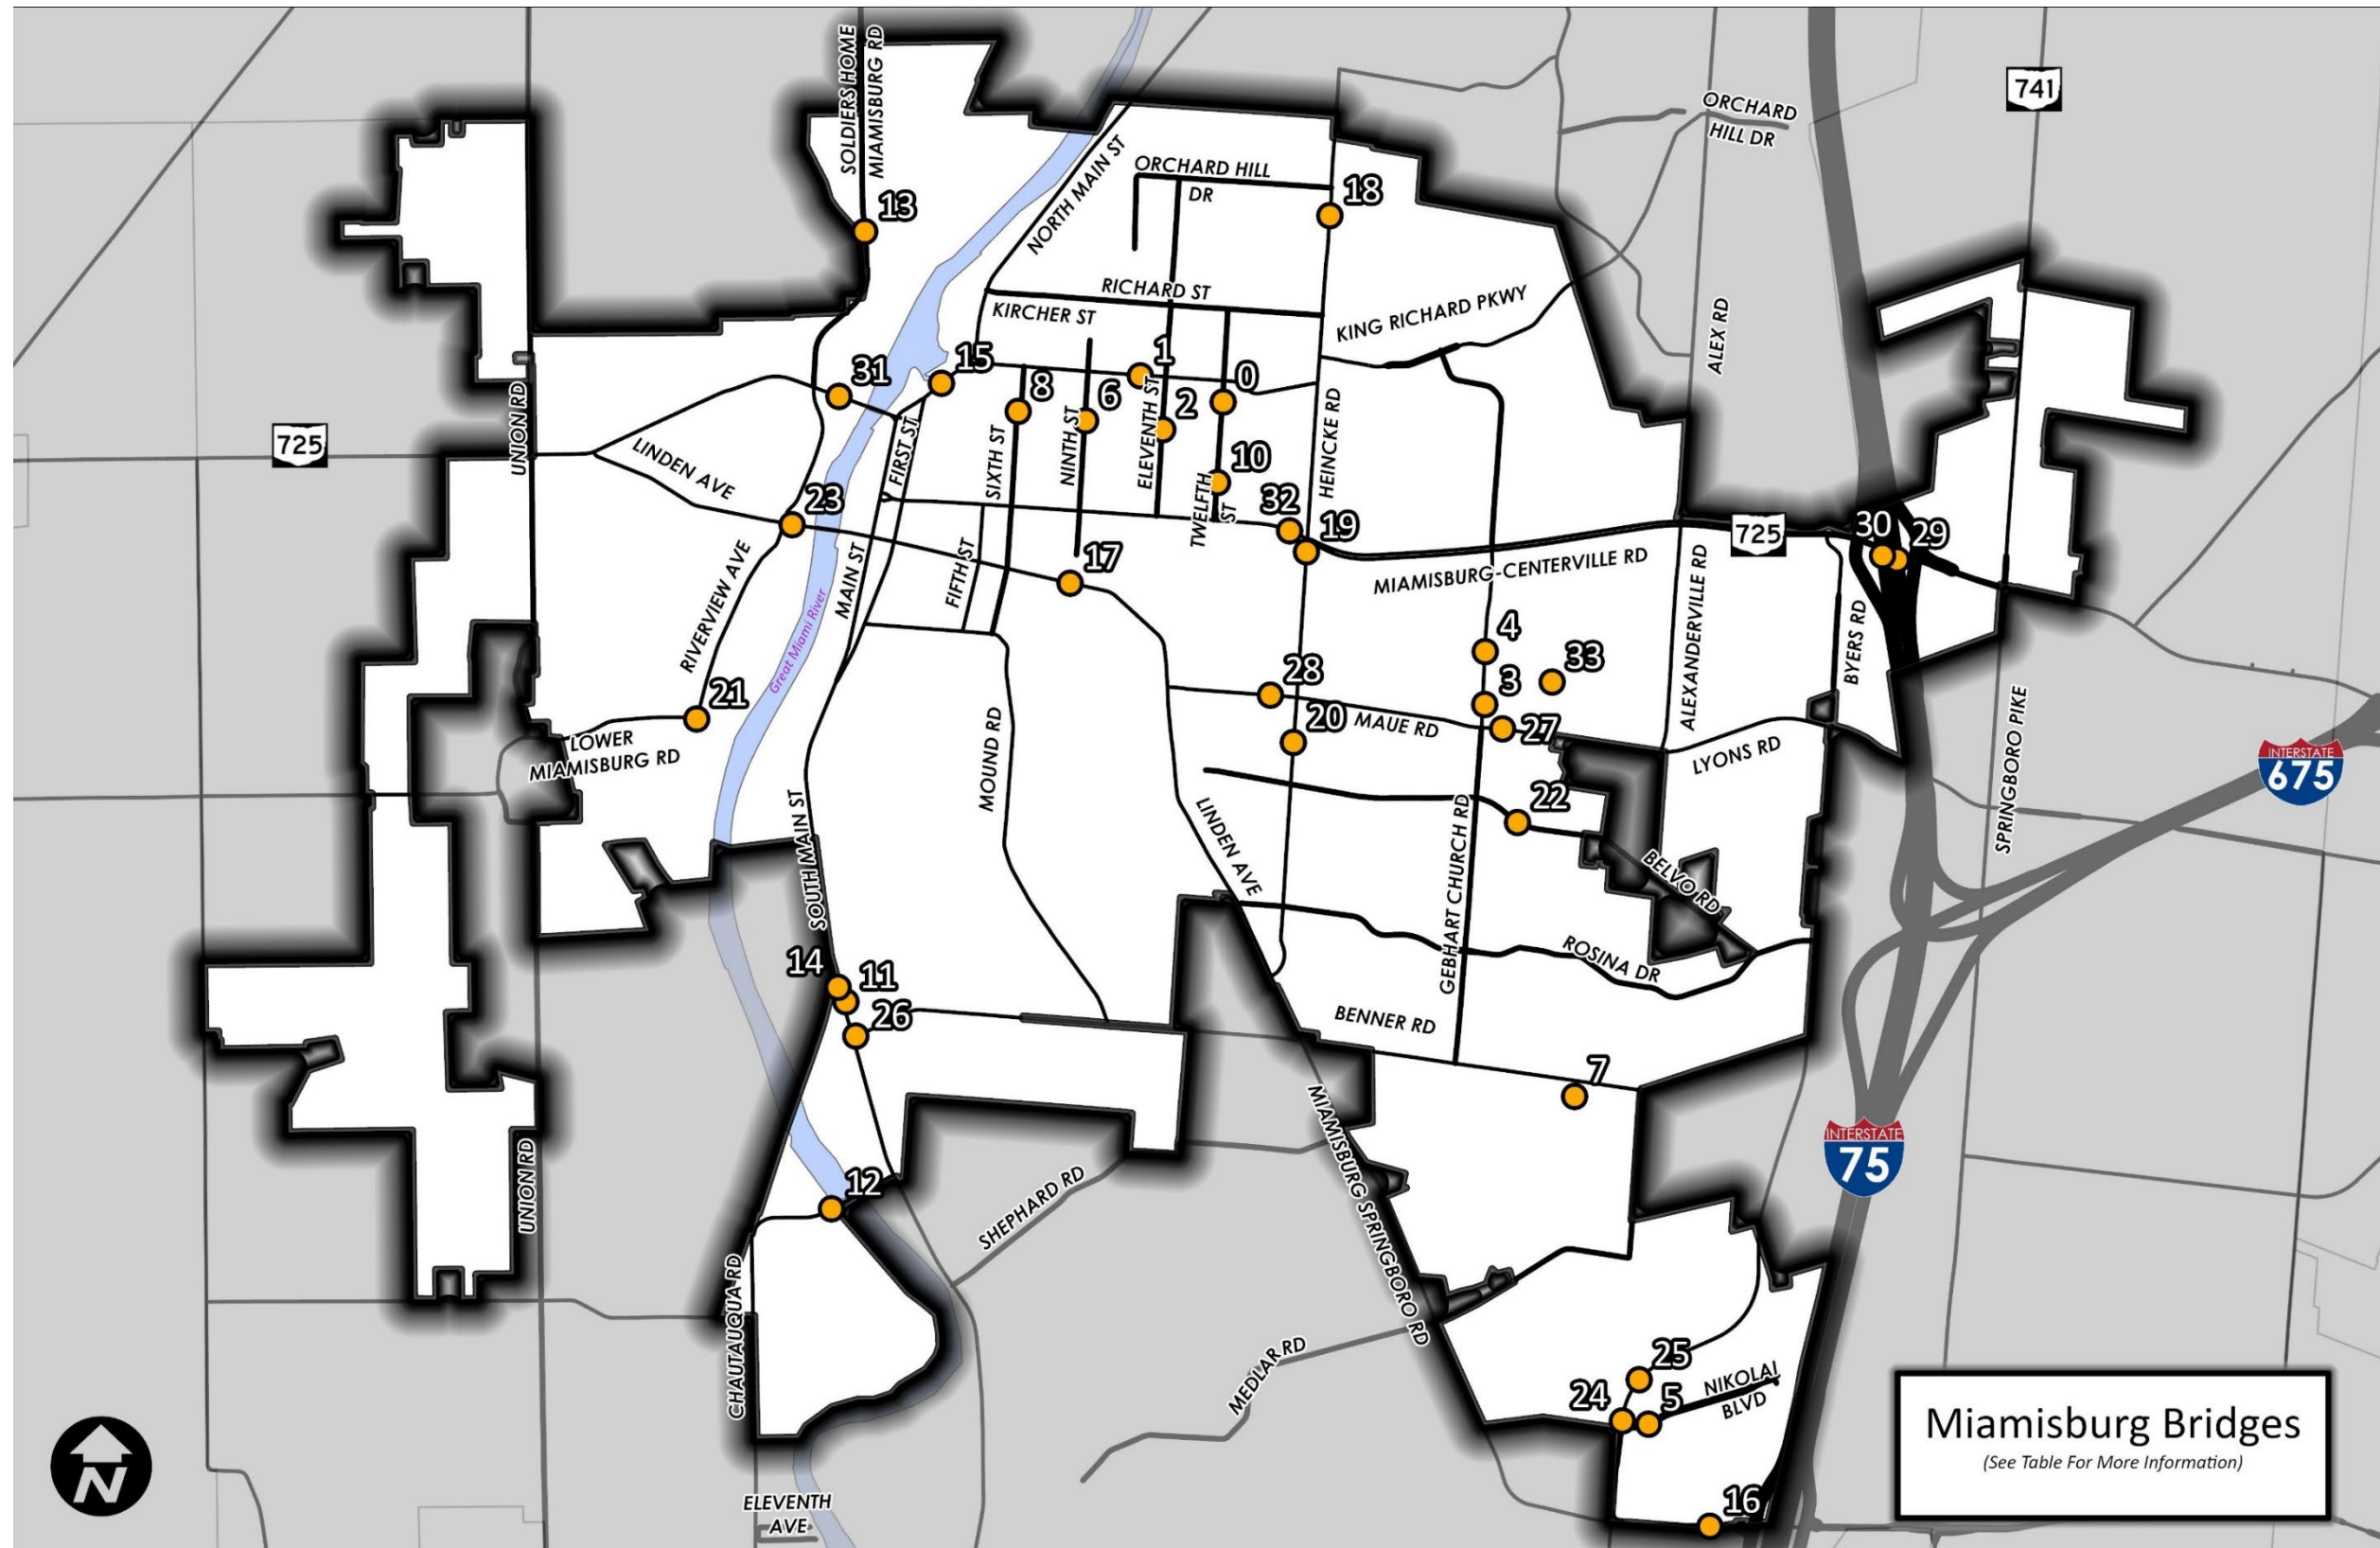 SOLDIERS HOME
MIAMISBURG RD
741
ORCHARD
HILL DR
NORTH MAIN ST
ORCHARD HILL
DR
18
13
RICHARD ST
KIRCHER ST
KING RICHARD PKWY
ALEX RD
31
15
1
8
6
2
0
725
UNION RD
LINDEN AVE
FIRST ST
SIXTH ST
NINTH ST
ELEVENTH ST
10
TWELFTH
ST
HEINCKE RD
23
32
19
725
30
29
RIVERVIEW AVE
MAIN ST
FIFTH ST
17
MIAMISBURG-CENTERVILLE RD
ALEXANDERVILLE RD
BYERS RD
Great Miami River
4
33
28
3
21
20
MAUE RD
27
LOWER
MIAMISBURG RD
LYONS RD
SPRINGBORO PIKE
INTERSTATE
675
MOUND RD
22
SOUTH MAIN ST
LINDEN AVE
GEBHART CHURCH RD
BELVO RD
ROSINA DR
14
11
26
BENNER RD
7
INTERSTATE
75
UNION RD
12
SHEPHARD RD
MIAMISBURG SPRINGBORO RD
CHAUTAUQUA RD
MEDLAR RD
25
24
5
NIKOLAI
BLVD
16
N
ELEVENTH
AVE
Miamisburg Bridges
(See Table For More Information)